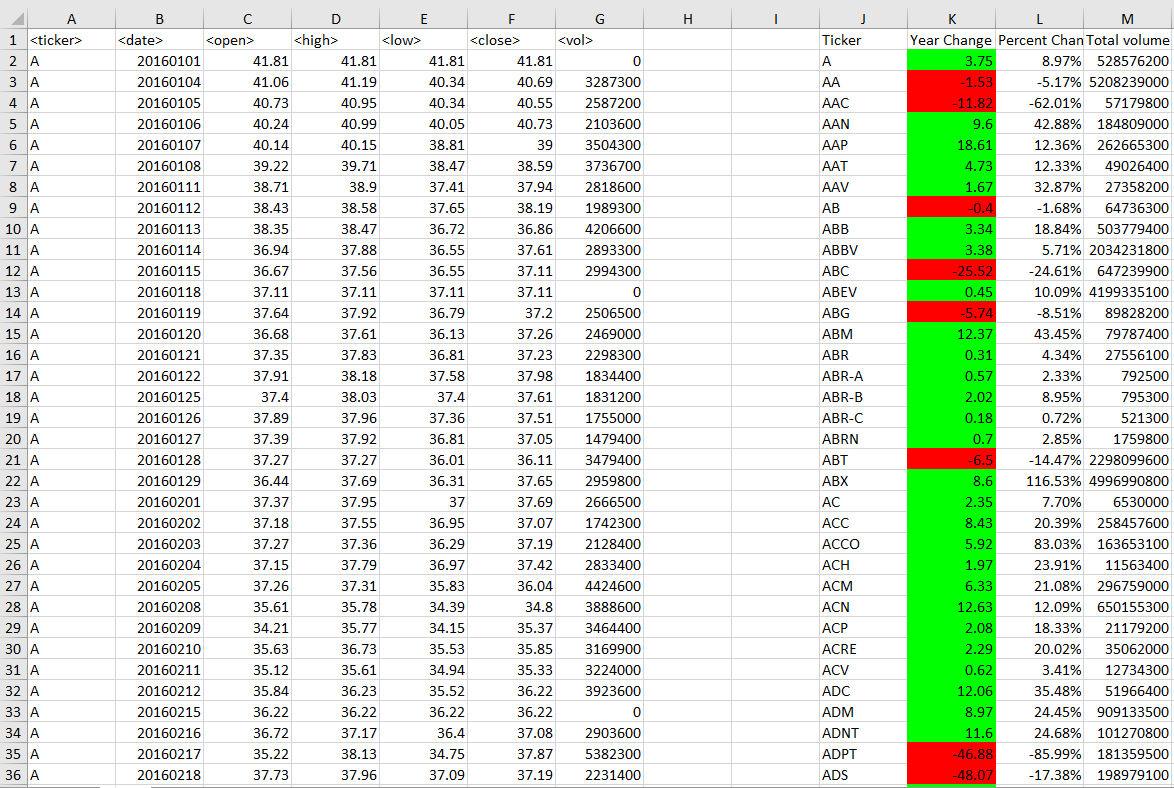 A B C D E F G H I J K L M
1 <ticker> <date> <open> <high> <low> <close> <vol> Ticker Year Change Percent Chan Total volume
2 A 20160101 41.81 41.81 41.81 41.81 0 A 3.75 8.97% 528576200
3 A 20160104 41.06 41.19 40.34 40.69 3287300 AA -1.53 -5.17% 5208239000
4 A 20160105 40.73 40.95 40.34 40.55 2587200 AAC -11.82 -62.01% 57179800
5 A 20160106 40.24 40.99 40.05 40.73 2103600 AAN 9.6 42.88% 184809000
6 A 20160107 40.14 40.15 38.81 39 3504300 AAP 18.61 12.36% 262665300
7 A 20160108 39.22 39.71 38.47 38.59 3736700 AAT 4.73 12.33% 49026400
8 A 20160111 38.71 38.9 37.41 37.94 2818600 AAV 1.67 32.87% 27358200
9 A 20160112 38.43 38.58 37.65 38.19 1989300 AB -0.4 -1.68% 64736300
10 A 20160113 38.35 38.47 36.72 36.86 4206600 ABB 3.34 18.84% 503779400
11 A 20160114 36.94 37.88 36.55 37.61 2893300 ABBV 3.38 5.71% 2034231800
12 A 20160115 36.67 37.56 36.55 37.11 2994300 ABC -25.52 -24.61% 647239900
13 A 20160118 37.11 37.11 37.11 37.11 0 ABEV 0.45 10.09% 4199335100
14 A 20160119 37.64 37.92 36.79 37.2 2506500 ABG -5.74 -8.51% 89828200
15 A 20160120 36.68 37.61 36.13 37.26 2469000 ABM 12.37 43.45% 79787400
16 A 20160121 37.35 37.83 36.81 37.23 2298300 ABR 0.31 4.34% 27556100
17 A 20160122 37.91 38.18 37.58 37.98 1834400 ABR-A 0.57 2.33% 792500
18 A 20160125 37.4 38.03 37.4 37.61 1831200 ABR-B 2.02 8.95% 795300
19 A 20160126 37.89 37.96 37.36 37.51 1755000 ABR-C 0.18 0.72% 521300
20 A 20160127 37.39 37.92 36.81 37.05 1479400 ABRN 0.7 2.85% 1759800
21 A 20160128 37.27 37.27 36.01 36.11 3479400 ABT -6.5 -14.47% 2298099600
22 A 20160129 36.44 37.69 36.31 37.65 2959800 ABX 8.6 116.53% 4996990800
23 A 20160201 37.37 37.95 37 37.69 2666500 AC 2.35 7.70% 6530000
24 A 20160202 37.18 37.55 36.95 37.07 1742300 ACC 8.43 20.39% 258457600
25 A 20160203 37.27 37.36 36.29 37.19 2128400 ACCO 5.92 83.03% 163653100
26 A 20160204 37.15 37.79 36.97 37.42 2833400 ACH 1.97 23.91% 11563400
27 A 20160205 37.26 37.31 35.83 36.04 4424600 ACM 6.33 21.08% 296759000
28 A 20160208 35.61 35.78 34.39 34.8 3888600 ACN 12.63 12.09% 650155300
29 A 20160209 34.21 35.77 34.15 35.37 3464400 ACP 2.08 18.33% 21179200
30 A 20160210 35.63 36.73 35.53 35.85 3169900 ACRE 2.29 20.02% 35062000
31 A 20160211 35.12 35.61 34.94 35.33 3224000 ACV 0.62 3.41% 12734300
32 A 20160212 35.84 36.23 35.52 36.22 3923600 ADC 12.06 35.48% 51966400
33 A 20160215 36.22 36.22 36.22 36.22 0 ADM 8.97 24.45% 909133500
34 A 20160216 36.72 37.17 36.4 37.08 2903600 ADNT 11.6 24.68% 101270800
35 A 20160217 35.22 38.13 34.75 37.87 5382300 ADPT -46.88 -85.99% 181359500
36 A 20160218 37.73 37.96 37.09 37.19 2231400 ADS -48.07 -17.38% 198979100